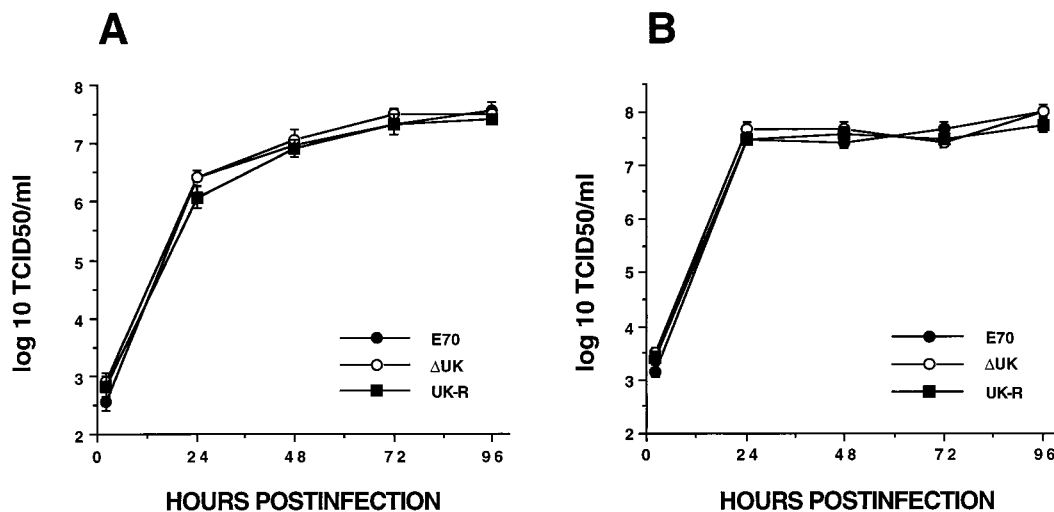 A
log 10 TCID50/ml
8
7
6
5
4
3
2
0
24
48
72
96
HOURS POSTINFECTION
E70
ΔUK
UK-R
B
log 10 TCID50/ml
8
7
6
5
4
3
2
0
24
48
72
96
HOURS POSTINFECTION
E70
ΔUK
UK-R